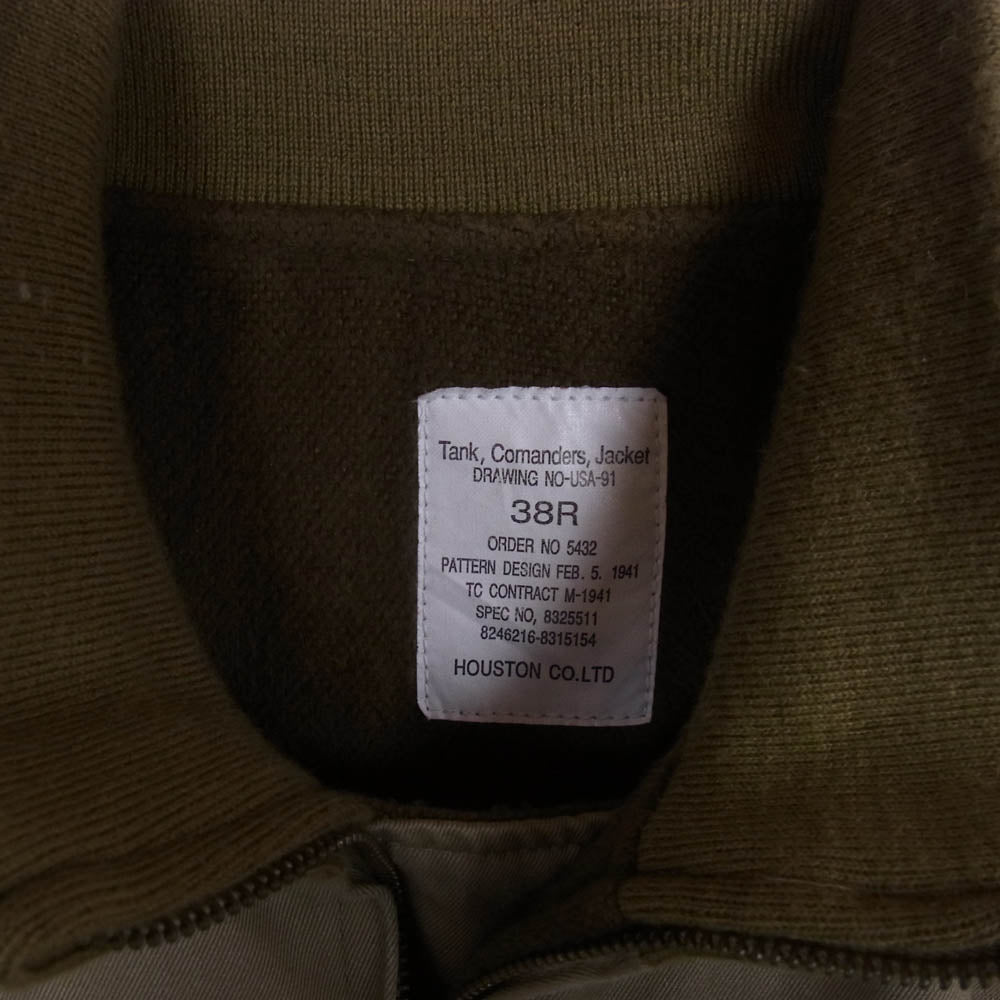 Tank, Comanders, Jacket
DRAWING NO-USA-91
38R
ORDER NO 5432
PATTERN DESIGN FEB. 5. 1941
TC CONTRACT M-1941
SPEC NO, 8325511
8246216-8315154
HOUSTON CO.LTD